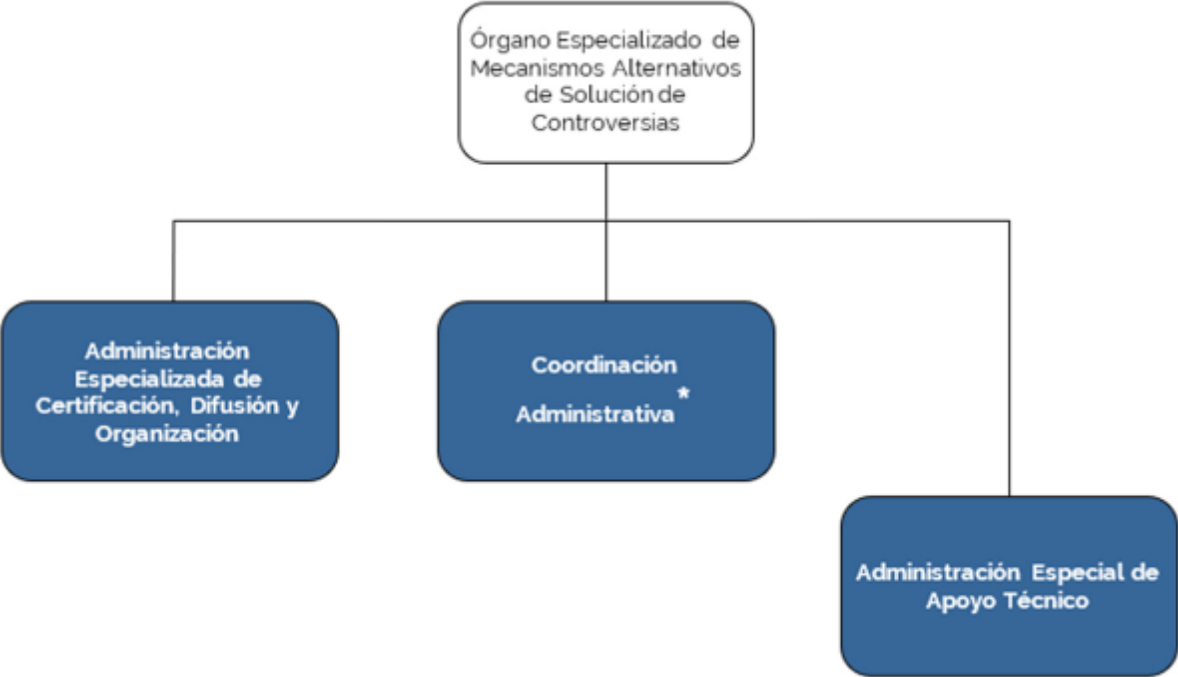 Órgano Especializado de
Mecanismos Alternativos
de Solución de
Controversias
Administración
Especializada de
Certificación, Difusión y
Organización
Coordinación
Administrativa*
Administración Especial de
Apoyo Técnico